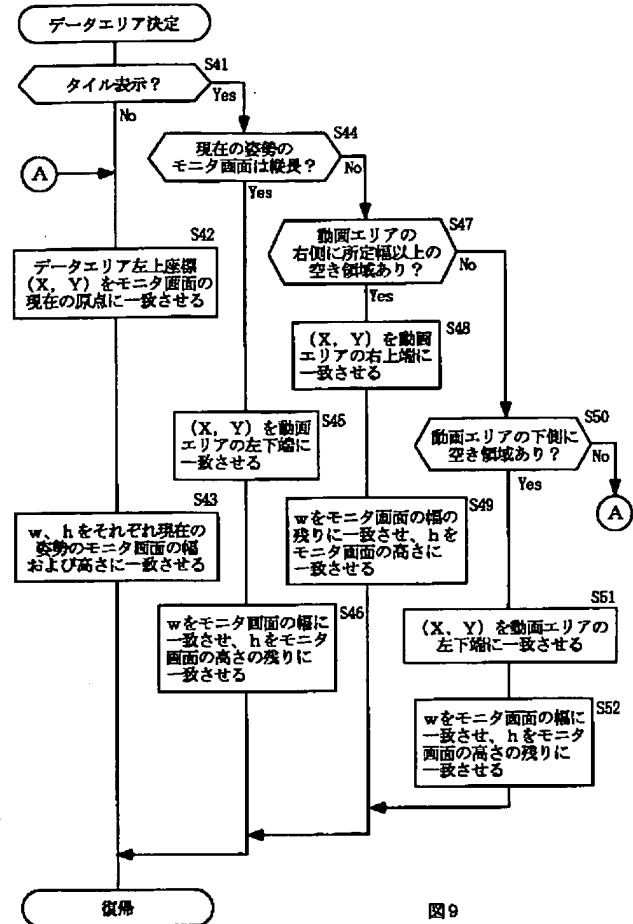 データエリア決定
S41
タイル表示？
Yes
No
S44
現在の姿勢の
モニタ画面は縦長？
No
Yes
A
S47
動画エリアの
右側に所定幅以上の
空き領域あり？
No
Yes
S42
データエリア左上座標
（X，Y）をモニタ画面の
現在の原点に一致させる
S48
（X，Y）を動画
エリアの右上端に
一致させる
S45
（X，Y）を動画
エリアの左下端に
一致させる
S50
動画エリアの下側に
空き領域あり？
No
Yes
A
S43
w、hをそれぞれ現在の
姿勢のモニタ画面の幅
および高さに一致させる
S49
wをモニタ画面の幅の
残りに一致させ、hを
モニタ画面の高さに
一致させる
S46
wをモニタ画面の幅に
一致させ、hをモニタ
画面の高さの残りに
一致させる
S51
（X，Y）を動画エリアの
左下端に一致させる
S52
wをモニタ画面の幅に
一致させ、hをモニタ
画面の高さの残りに
一致させる
復帰
図9